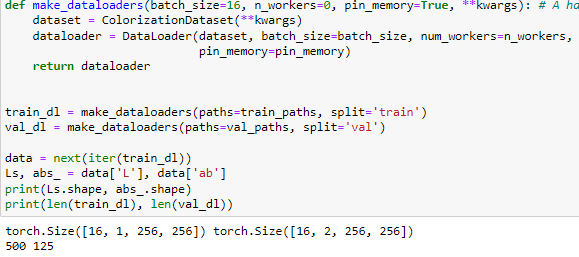 def make_dataloaders(batch_size=16, n_workers=0, pin_memory=True, **kwargs): # A
    dataset = ColorizationDataset(**kwargs)
    dataloader = DataLoader(dataset, batch_size=batch_size, num_workers=n_workers,
                            pin_memory=pin_memory)
    return dataloader
train_dl = make_dataloaders(paths=train_paths, split='train')
val_dl = make_dataloaders(paths=val_paths, split='val')
data = next(iter(train_dl))
Ls, abs_ = data['L'], data['ab']
print(Ls.shape, abs_.shape)
print(len(train_dl), len(val_dl))
torch.Size([16, 1, 256, 256]) torch.Size([16, 2, 256, 256])
500 125